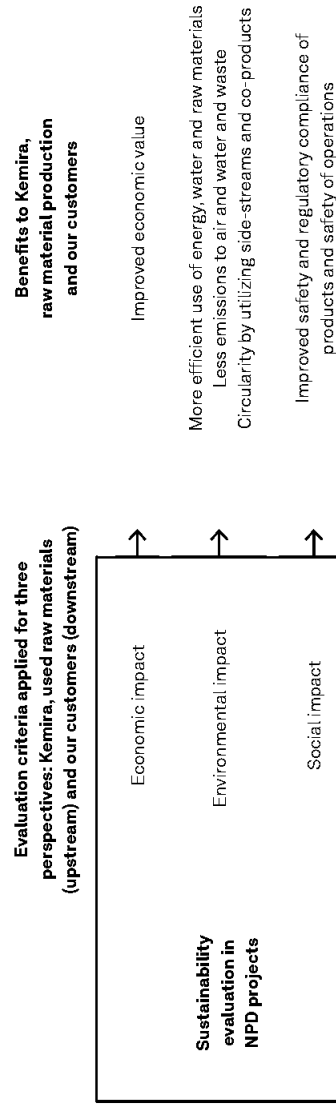 Evaluation criteria applied for three
perspectives: Kemira, used raw materials
(upstream) and our customers (downstream)
Benefits to Kemira,
raw material production
and our customers
Sustainability
evaluation in
NPD projects
Economic impact
Improved economic value
Environmental impact
More efficient use of energy, water and raw materials
Less emissions to air and water and waste
Circularity by utilizing side-streams and co-products
Social impact
Improved safety and regulatory compliance of
products and safety of operations